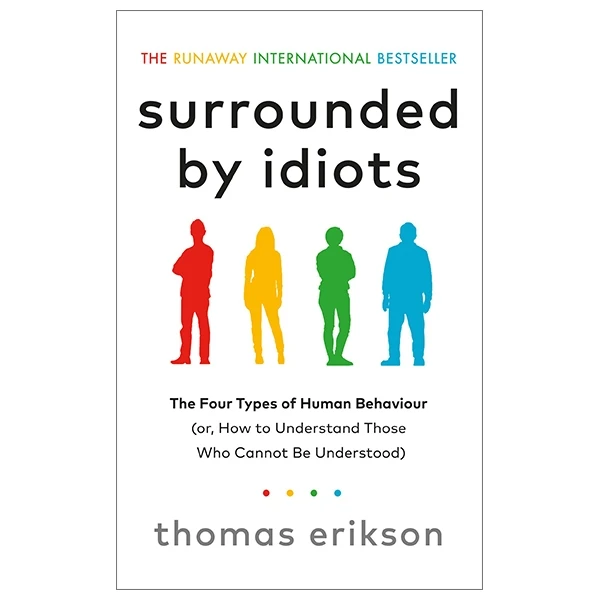 THE RUNAWAY INTERNATIONAL BESTSELLER
surrounded
by idiots
The Four Types of Human Behaviour
(or, How to Understand Those
Who Cannot Be Understood)
thomas erikson